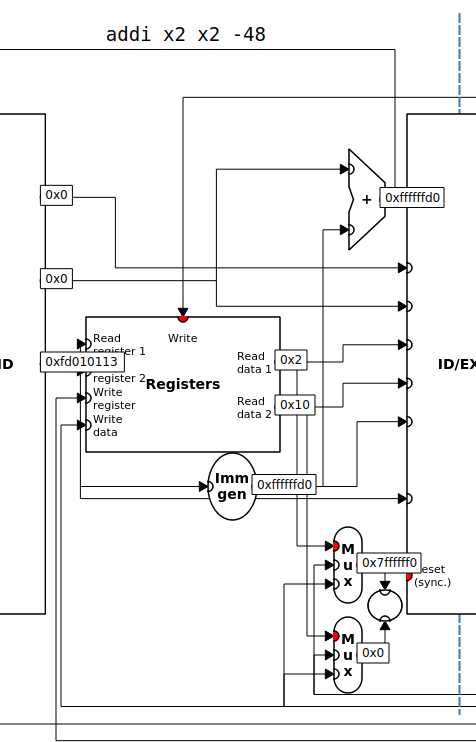 addi x2 x2 -48
+
0xffffffd0
0x0
0x0
Read
register 1
Write
0xfd010113
register 2
Registers
Write
register
Write
data
Read
data 1
0x2
Read
data 2
0x10
ID
ID/EX
Imm
gen
0xffffffd0
M
u
x
0x7ffffff0
eset
(sync.)
M
u
x
0x0